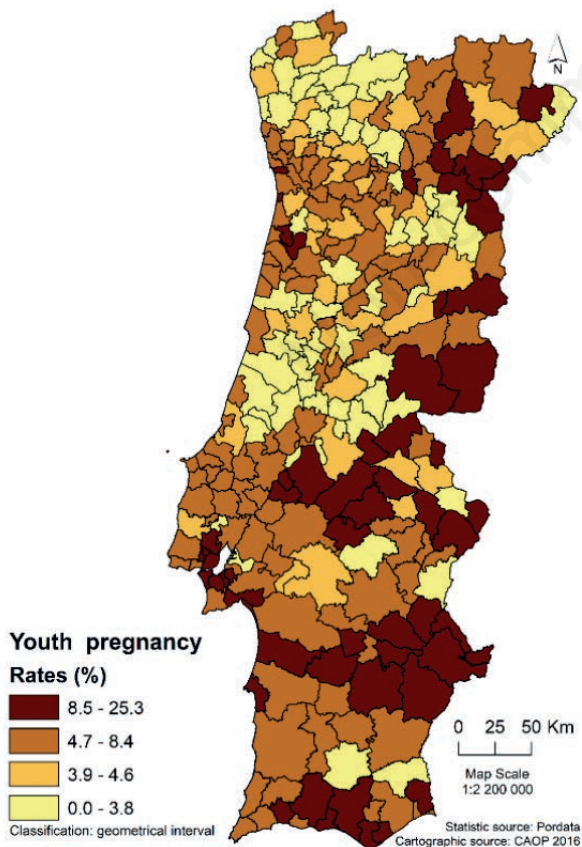 N
Youth pregnancy
Rates (%)
8.5 - 25.3
4.7 - 8.4
3.9 - 4.6
0.0 - 3.8
Classification: geometrical interval
0 25 50 Km
Map Scale
1:2 200 000
Statistic source: Pordata
Cartographic source: CAOP 2016